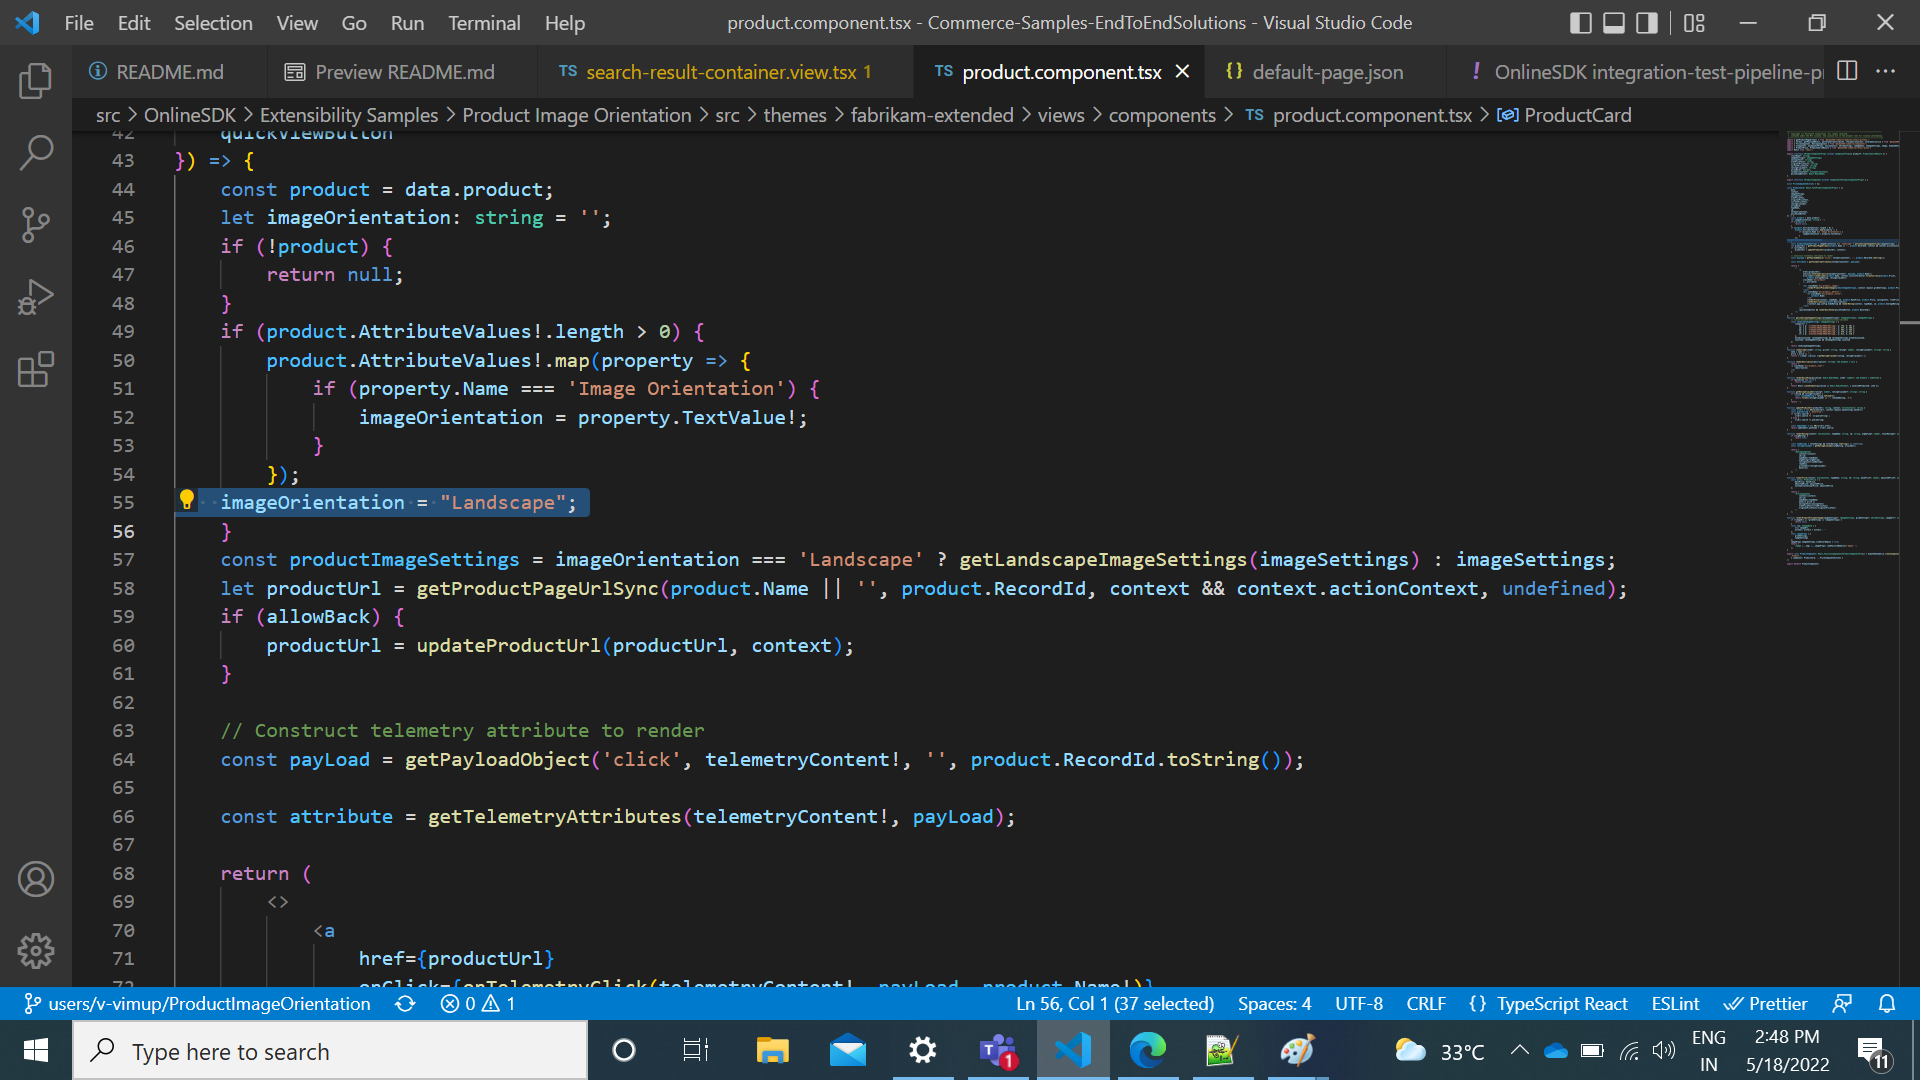 File Edit Selection View Go Run Terminal Help product.component.tsx - Commerce-Samples-EndToEndSolutions - Visual Studio Code
README.md Preview README.md TS search-result-container.view.tsx 1 TS product.component.tsx {} default-page.json ! OnlineSDK integration-test-pipeline-pr
src > OnlineSDK > Extensibility Samples > Product Image Orientation > src > themes > fabrikam-extended > views > components > TS product.component.tsx > ProductCard
42 quickViewButton
43 }) => {
44 const product = data.product;
45 let imageOrientation: string = '';
46 if (!product) {
47 return null;
48 }
49 if (product.AttributeValues!.length > 0) {
50 product.AttributeValues!.map(property => {
51 if (property.Name === 'Image Orientation') {
52 imageOrientation = property.TextValue!;
53 }
54 });
55 imageOrientation = "Landscape";
56 }
57 const productImageSettings = imageOrientation === 'Landscape' ? getLandscapeImageSettings(imageSettings) : imageSettings;
58 let productUrl = getProductPageUrlSync(product.Name || '', product.RecordId, context && context.actionContext, undefined);
59 if (allowBack) {
60 productUrl = updateProductUrl(productUrl, context);
61 }
62
63 // Construct telemetry attribute to render
64 const payLoad = getPayloadObject('click', telemetryContent!, '', product.RecordId.toString());
65
66 const attribute = getTelemetryAttributes(telemetryContent!, payLoad);
67
68 return (
69 <>
70 <a
71 href={productUrl}
72 onClick={onTelemetryClick(telemetryContent!, payLoad, product.Name!)}
users/v-vimup/ProductImageOrientation 0 1 Ln 56, Col 1 (37 selected) Spaces: 4 UTF-8 CRLF {} TypeScript React ESLint Prettier
Type here to search 1 33°C ENG IN 2:48 PM 5/18/2022 11